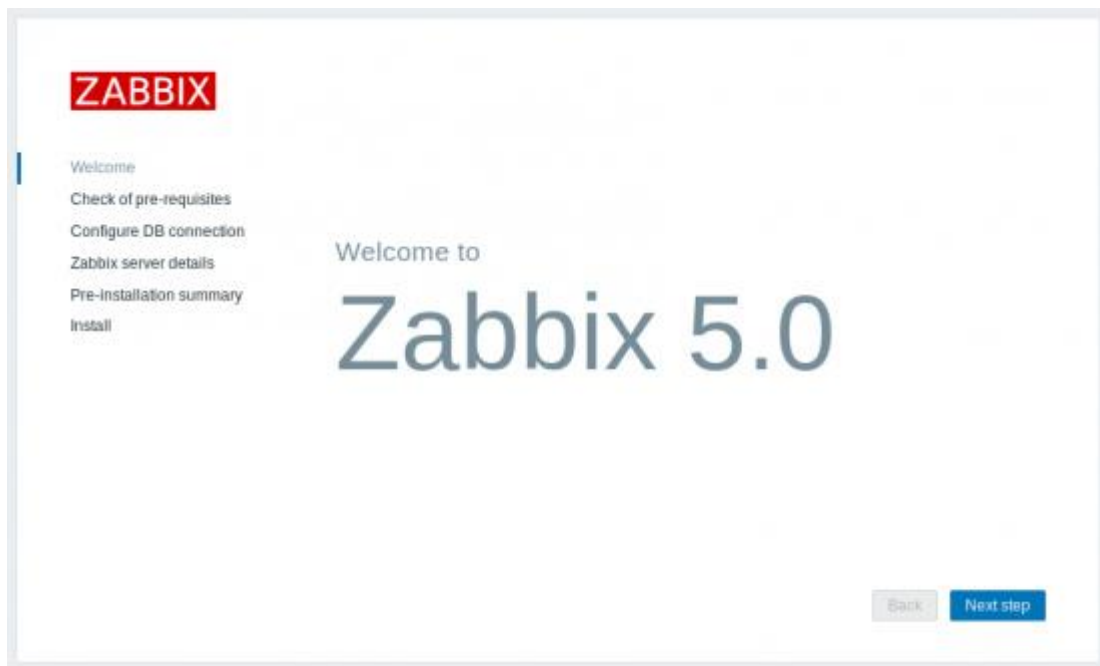 ZABBIX
Welcome
Check of pre-requisites
Configure DB connection
Zabbix server details
Pre-installation summary
Install
Welcome to
Zabbix 5.0
Back
Next step